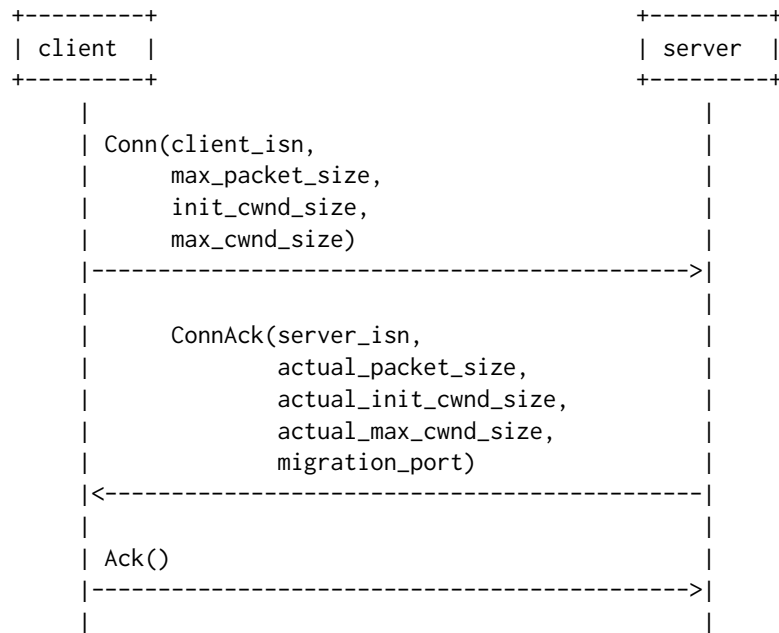 client server
Conn(client_isn,
max_packet_size,
init_cwnd_size,
max_cwnd_size)
ConnAck(server_isn,
actual_packet_size,
actual_init_cwnd_size,
actual_max_cwnd_size,
migration_port)
Ack()